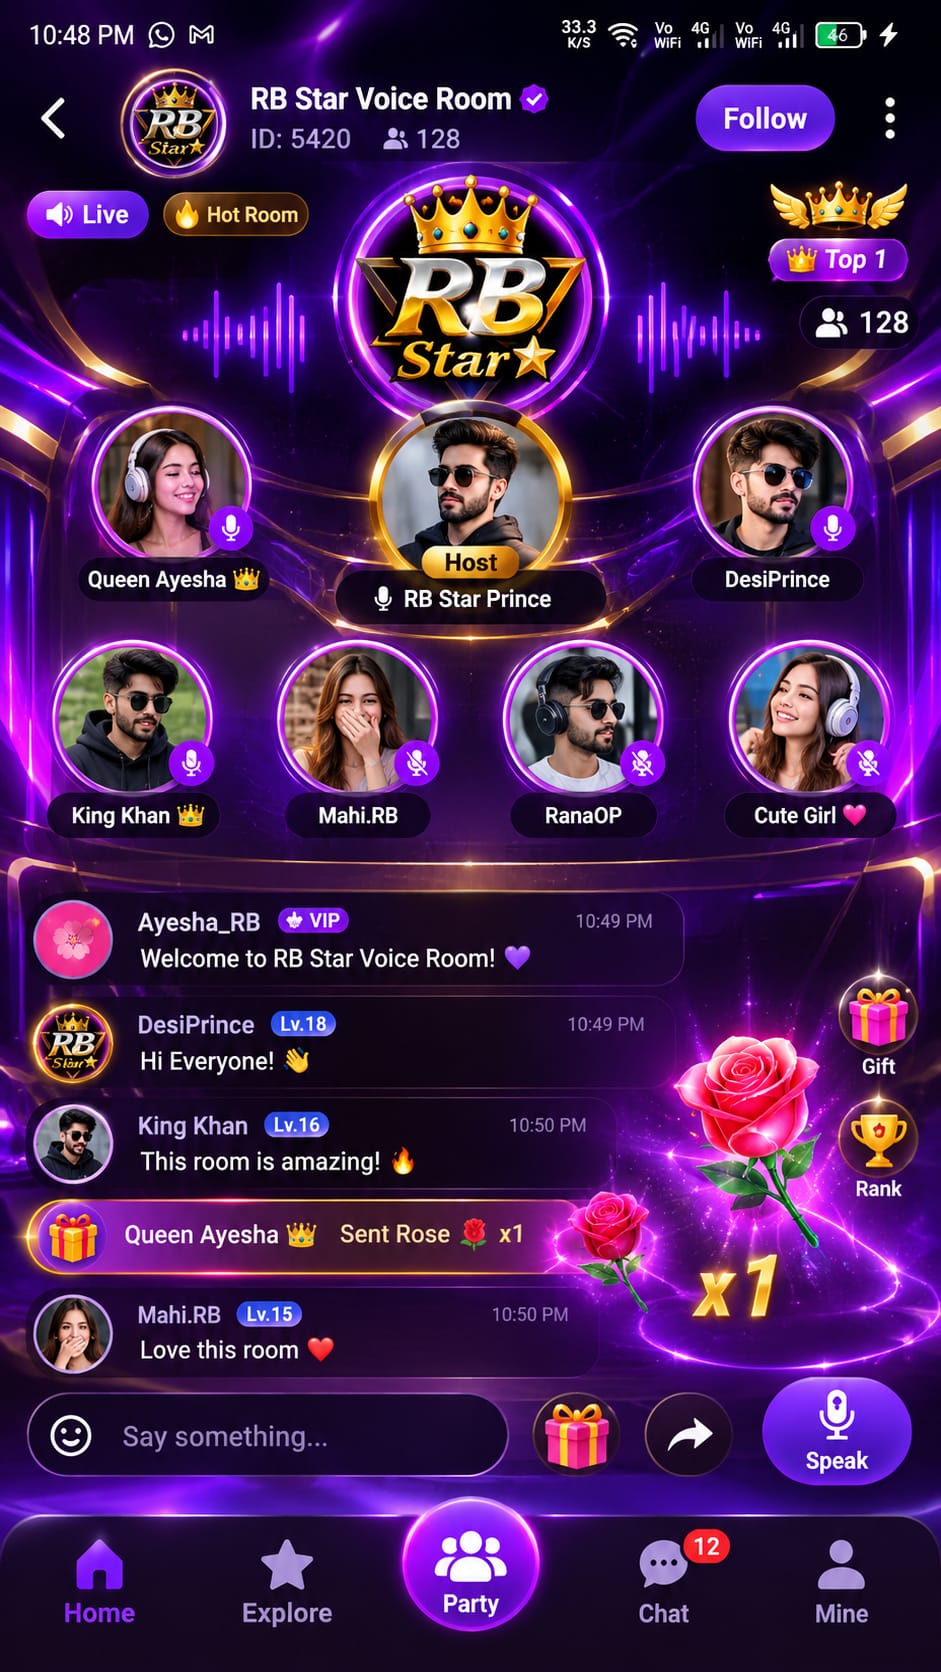 10:48 PM
33.3 K/S
Vo WiFi 4G Vo WiFi 4G 46
RB Star
RB Star Voice Room
ID: 5420 128
Follow
Live
Hot Room
RB
Star
Top 1
128
Queen Ayesha 👑
Host
RB Star Prince
DesiPrince
King Khan 👑
Mahi.RB
RanaOP
Cute Girl 💗
Ayesha_RB VIP 10:49 PM
Welcome to RB Star Voice Room! 💜
RB Star
DesiPrince Lv.18 10:49 PM
Hi Everyone! 👋
King Khan Lv.16 10:50 PM
This room is amazing! 🔥
Queen Ayesha 👑 Sent Rose 🌹 x1
Mahi.RB Lv.15 10:50 PM
Love this room ❤️
Gift
Rank
x1
Say something...
Speak
Home
Explore
Party
12
Chat
Mine